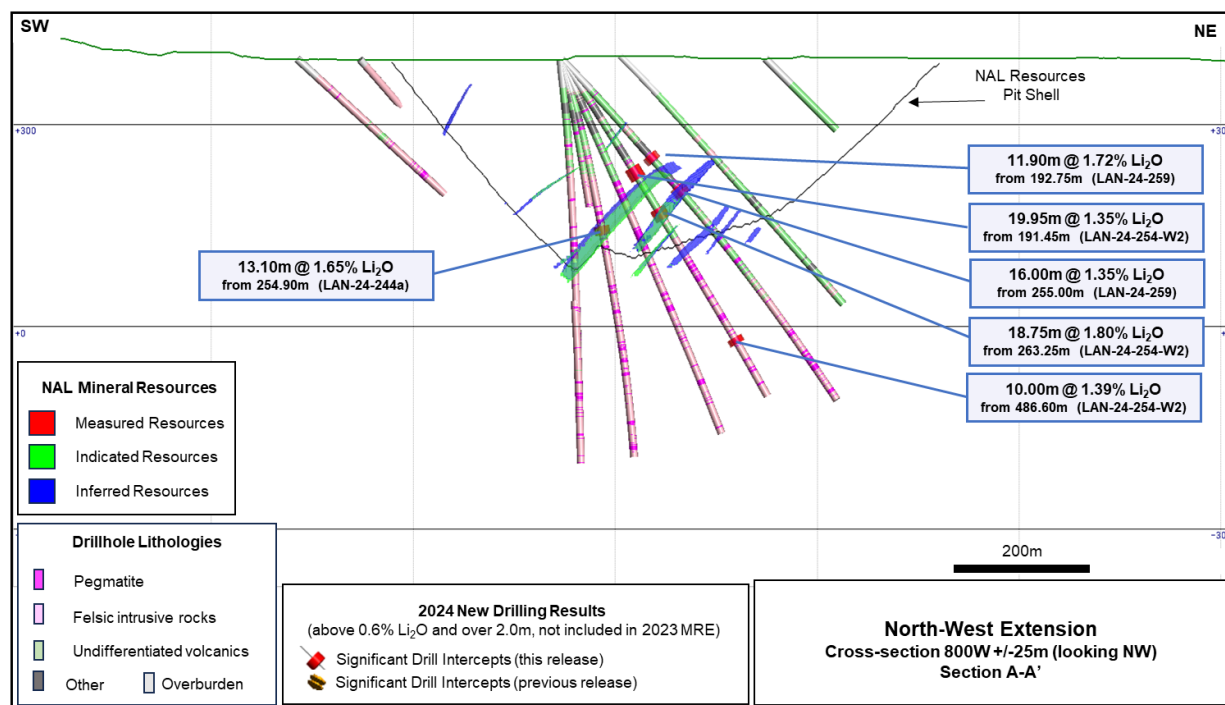 SW
NE
NAL Resources
Pit Shell
+300
+30
11.90m @ 1.72% Li₂O
from 192.75m (LAN-24-259)
19.95m @ 1.35% Li₂O
from 191.45m (LAN-24-254-W2)
13.10m @ 1.65% Li₂O
from 254.90m (LAN-24-244a)
16.00m @ 1.35% Li₂O
from 255.00m (LAN-24-259)
+0
+0
18.75m @ 1.80% Li₂O
from 263.25m (LAN-24-254-W2)
10.00m @ 1.39% Li₂O
from 486.60m (LAN-24-254-W2)
NAL Mineral Resources
Measured Resources
Indicated Resources
Inferred Resources
-30
Drillhole Lithologies
Pegmatite
Felsic intrusive rocks
Undifferentiated volcanics
Other
Overburden
200m
2024 New Drilling Results
(above 0.6% Li₂O and over 2.0m, not included in 2023 MRE)
Significant Drill Intercepts (this release)
Significant Drill Intercepts (previous release)
North-West Extension
Cross-section 800W +/-25m (looking NW)
Section A-A’